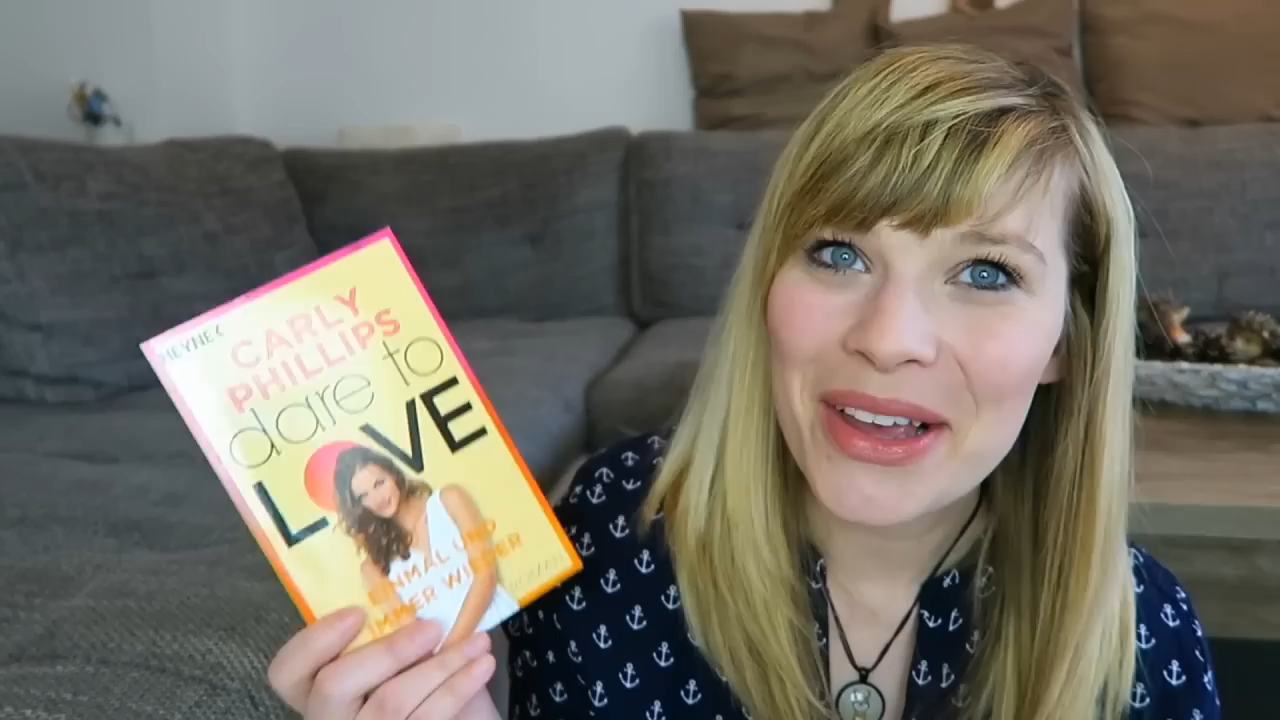 HEYNE<
CARLY
PHILLIPS
dare to
LOVE
EINMAL UND
IMMER WIEDER